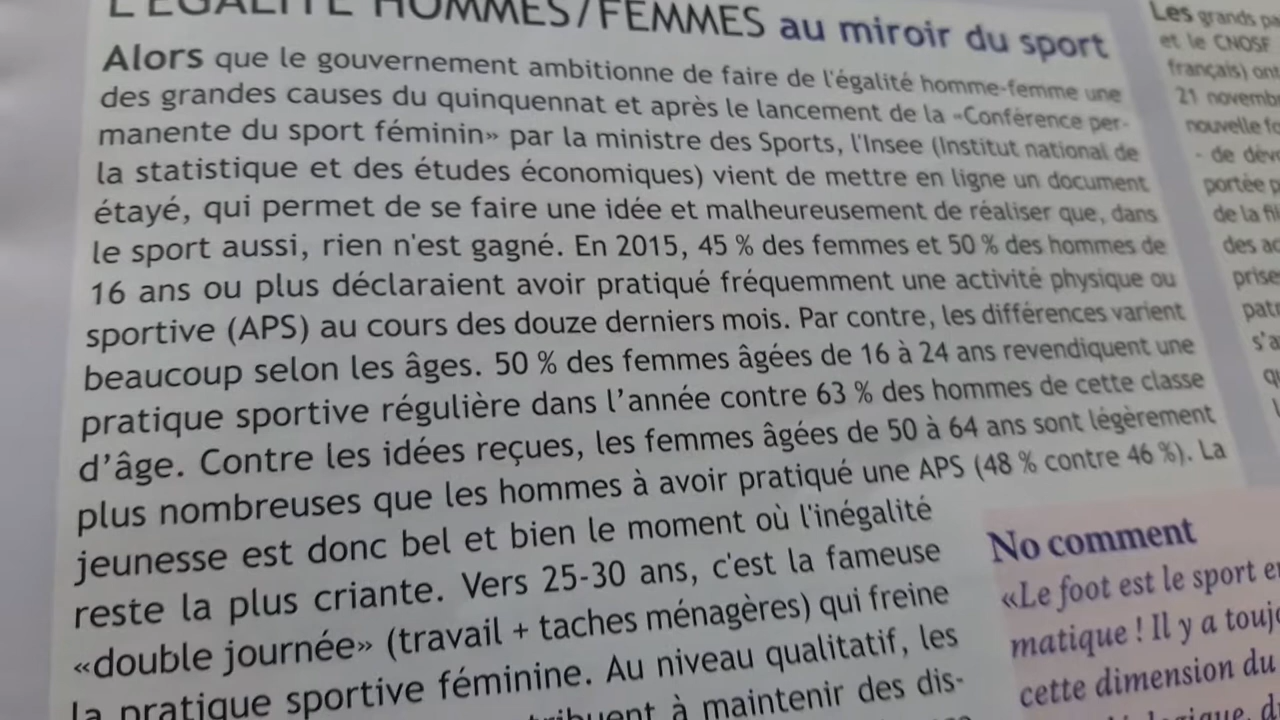 L'ÉGALITÉ HOMMES/FEMMES au miroir du sport
Alors que le gouvernement ambitionne de faire de l'égalité homme-femme une
des grandes causes du quinquennat et après le lancement de la «Conférence per-
manente du sport féminin» par la ministre des Sports, l'Insee (Institut national de
la statistique et des études économiques) vient de mettre en ligne un document
étayé, qui permet de se faire une idée et malheureusement de réaliser que, dans
le sport aussi, rien n'est gagné. En 2015, 45 % des femmes et 50 % des hommes de
16 ans ou plus déclaraient avoir pratiqué fréquemment une activité physique ou
sportive (APS) au cours des douze derniers mois. Par contre, les différences varient
beaucoup selon les âges. 50 % des femmes âgées de 16 à 24 ans revendiquent une
pratique sportive régulière dans l'année contre 63 % des hommes de cette classe
d'âge. Contre les idées reçues, les femmes âgées de 50 à 64 ans sont légèrement
plus nombreuses que les hommes à avoir pratiqué une APS (48 % contre 46 %). La
jeunesse est donc bel et bien le moment où l'inégalité
reste la plus criante. Vers 25-30 ans, c'est la fameuse
«double journée» (travail + taches ménagères) qui freine
la pratique sportive féminine. Au niveau qualitatif, les
à maintenir des dis-
Les grands
et le CNOSF
français) ont
21
nouvelle
- de
portée
de la
des
No comment
«Le foot est le sport
matique ! Il y a
cette dimension du